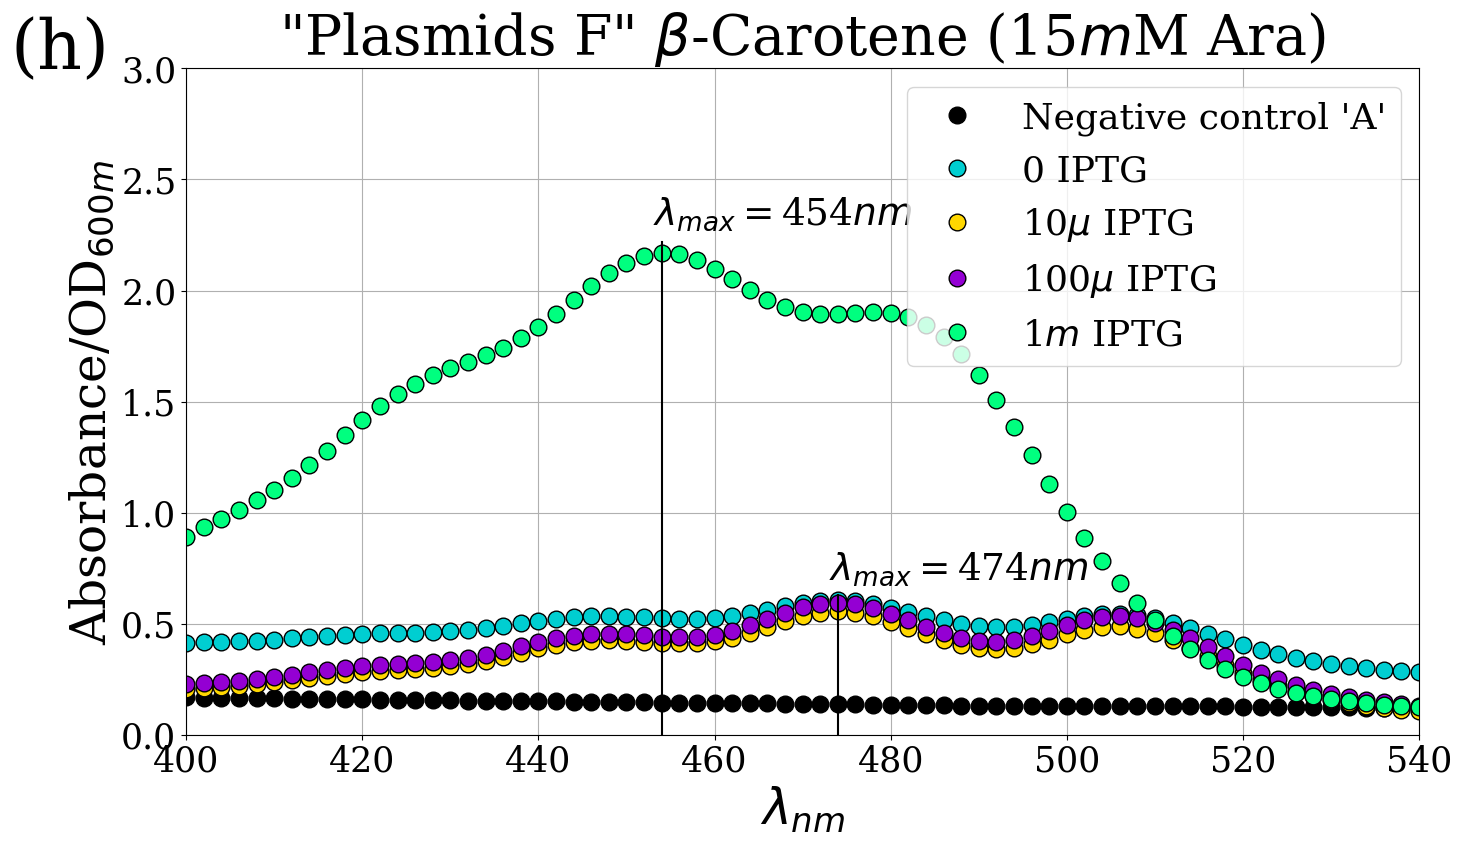 (h)
"Plasmids F" β-Carotene (15mM Ara)
Absorbance/OD600m
3.0
2.5
2.0
1.5
1.0
0.5
0.0
Negative control 'A'
0 IPTG
10μ IPTG
100μ IPTG
1m IPTG
λmax = 454nm
λmax = 474nm
400 420 440 460 480 500 520 540
λnm